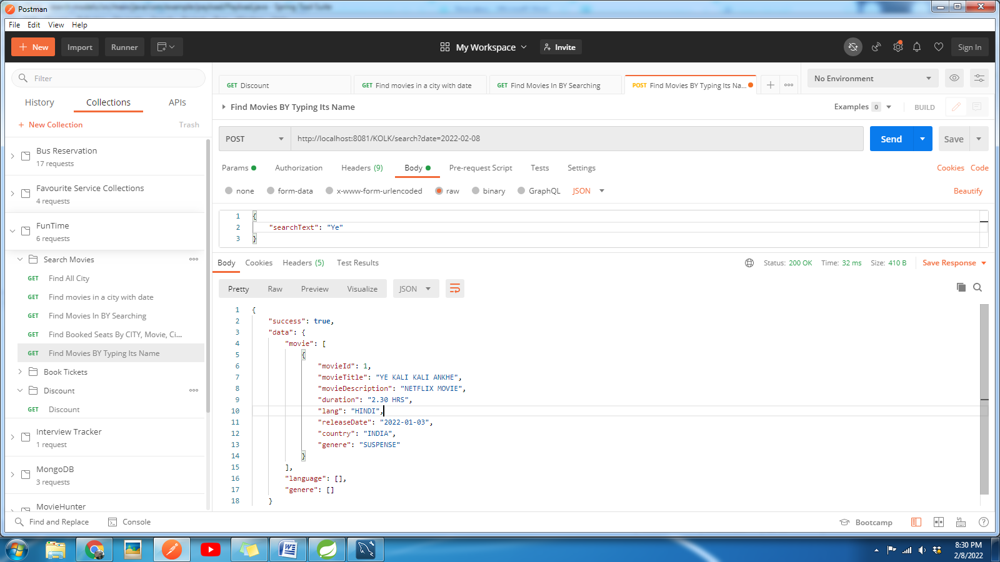 Postman
File Edit View Help
New Import Runner My Workspace Invite Sign In
Filter
History Collections APIs
+ New Collection Trash
Bus Reservation
17 requests
Favourite Service Collections
4 requests
FunTime
6 requests
Search Movies
GET Find All City
GET Find movies in a city with date
GET Find Movies In BY Searching
GET Find Booked Seats By CITY, Movie, Ci...
GET Find Movies BY Typing Its Name
Book Tickets
Discount
GET Discount
Interview Tracker
1 request
MongoDB
3 requests
MovieHunter
GET Discount GET Find movies in a city with date GET Find Movies In BY Searching POST Find Movies BY Typing Its Na... No Environment
Find Movies BY Typing Its Name Examples 0 BUILD
POST http://localhost:8081/KOLK/search?date=2022-02-08 Send Save
Params Authorization Headers (9) Body Pre-request Script Tests Settings Cookies Code
none form-data x-www-form-urlencoded raw binary GraphQL JSON Beautify
1 {
2 "searchText": "Ye"
3 }
Body Cookies Headers (5) Test Results Status: 200 OK Time: 32 ms Size: 410 B Save Response
Pretty Raw Preview Visualize JSON
1 {
2 "success": true,
3 "data": {
4 "movie": [
5 {
6 "movieId": 1,
7 "movieTitle": "YE KALI KALI ANKHE",
8 "movieDescription": "NETFLIX MOVIE",
9 "duration": "2.30 HRS",
10 "lang": "HINDI",
11 "releaseDate": "2022-01-03",
12 "country": "INDIA",
13 "genere": "SUSPENSE"
14 }
15 ],
16 "language": [],
17 "genere": []
18 }
Find and Replace Console Bootcamp
8:30 PM
2/8/2022